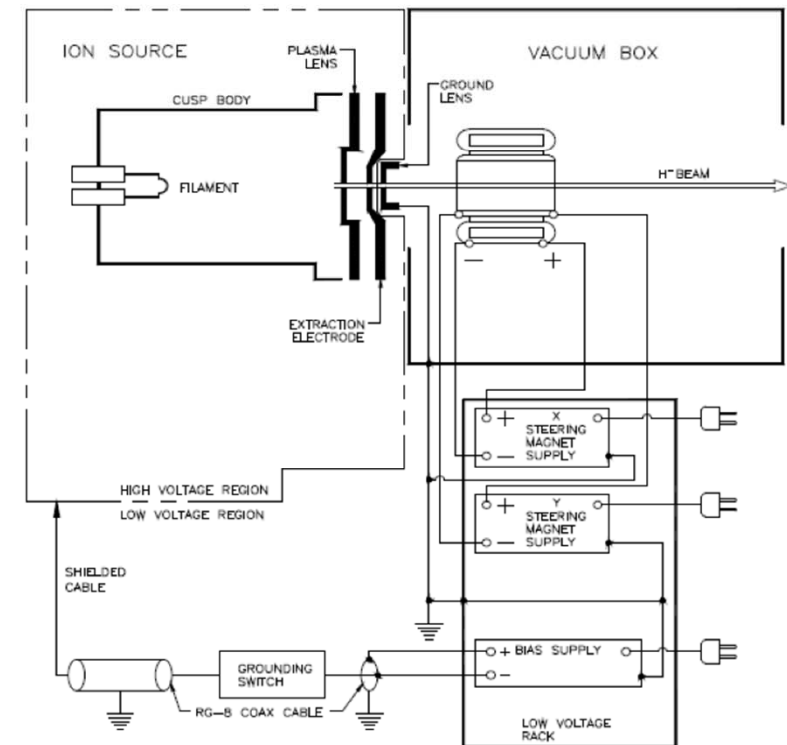 ION SOURCE
PLASMA
LENS
VACUUM BOX
CUSP BODY
GROUND
LENS
FILAMENT
H⁻ BEAM
− +
EXTRACTION
ELECTRODE
+ X
STEERING
MAGNET
− SUPPLY
HIGH VOLTAGE REGION
LOW VOLTAGE REGION
+ Y
STEERING
MAGNET
− SUPPLY
SHIELDED
CABLE
+ BIAS SUPPLY
−
GROUNDING
SWITCH
RG-8 COAX CABLE
LOW VOLTAGE
RACK